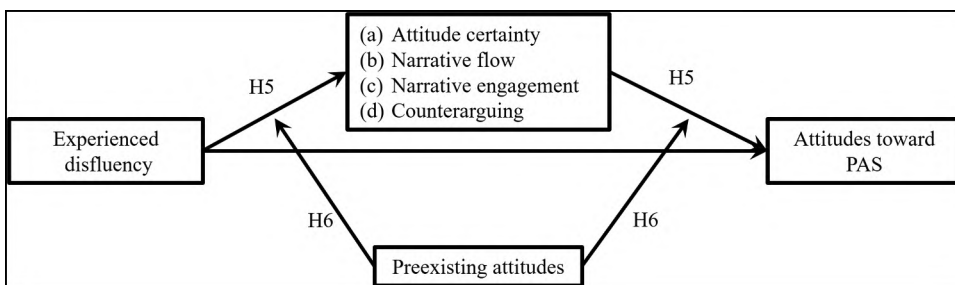 (a) Attitude certainty
(b) Narrative flow
(c) Narrative engagement
(d) Counterarguing
H5
H5
Experienced
disfluency
Attitudes toward
PAS
H6
H6
Preexisting attitudes